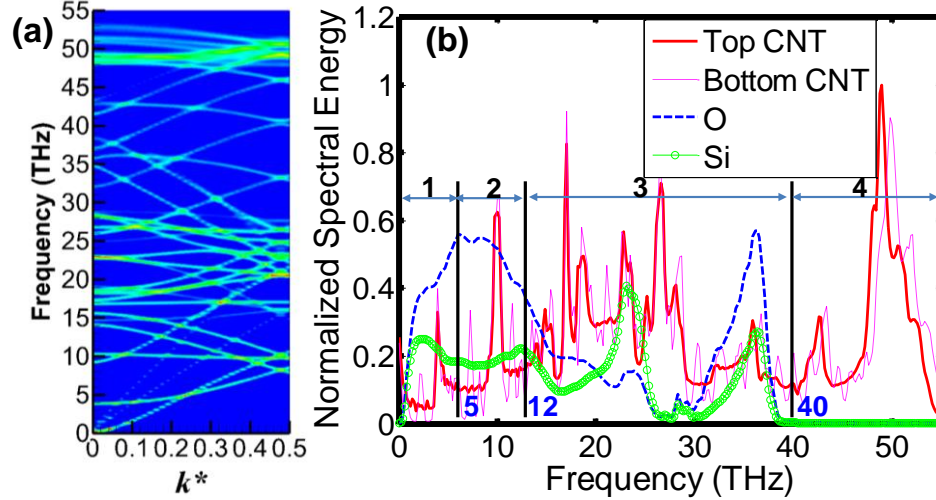 (a)
55
50
45
40
35
30
25
20
15
10
5
0
Frequency (THz)
0 0.1 0.2 0.3 0.4 0.5
k*
(b)
1.2
1
0.8
0.6
0.4
0.2
0
Normalized Spectral Energy
Top CNT
Bottom CNT
O
Si
1 2 3 4
5 12 40
0 10 20 30 40 50
Frequency (THz)